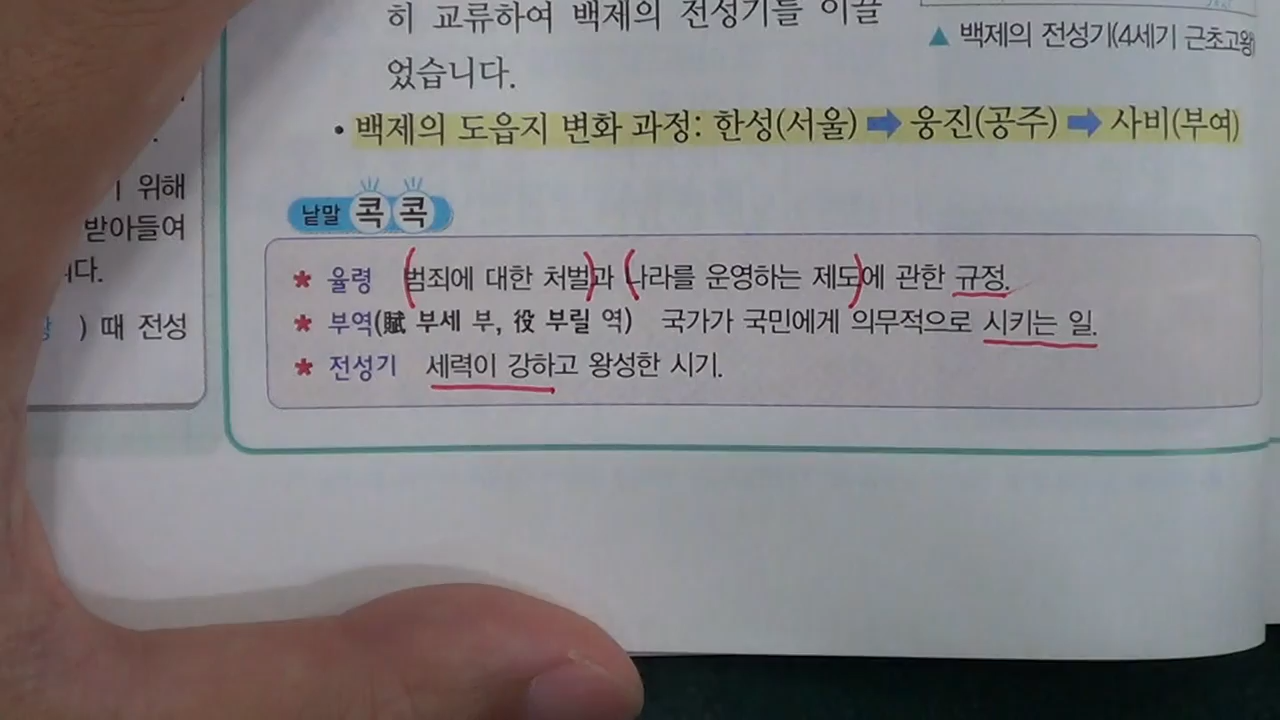 히 교류하여 백제의 전성기를 이끌
었습니다.
▲ 백제의 전성기(4세기 근초고왕)
• 백제의 도읍지 변화 과정: 한성(서울) ➡ 웅진(공주) ➡ 사비(부여)
위해
받아들여
다.
) 때 전성
낱말 콕콕
* 율령 범죄에 대한 처벌과 나라를 운영하는 제도에 관한 규정.
* 부역(賦 부세 부, 役 부릴 역) 국가가 국민에게 의무적으로 시키는 일.
* 전성기 세력이 강하고 왕성한 시기.